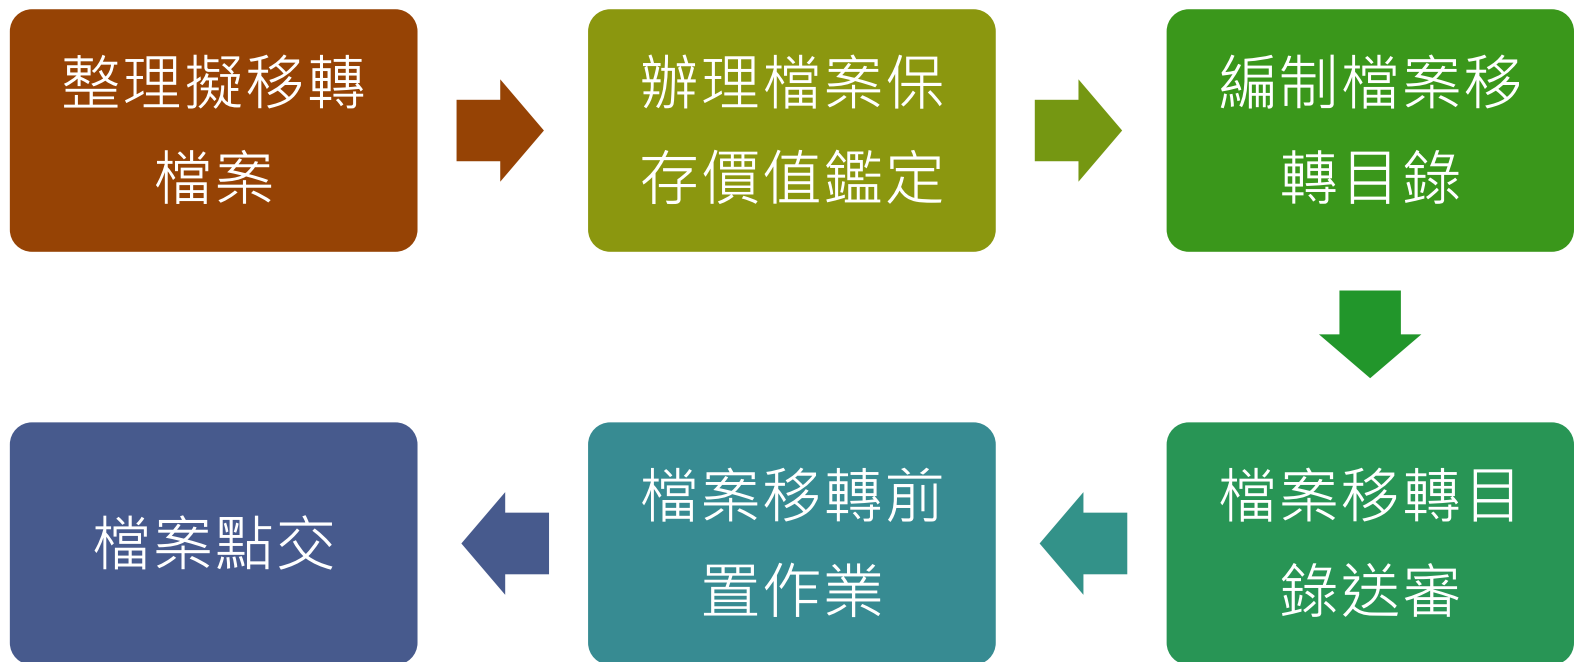 整理擬移轉
檔案
辦理檔案保
存價值鑑定
編制檔案移
轉目錄
檔案移轉目
錄送審
檔案移轉前
置作業
檔案點交